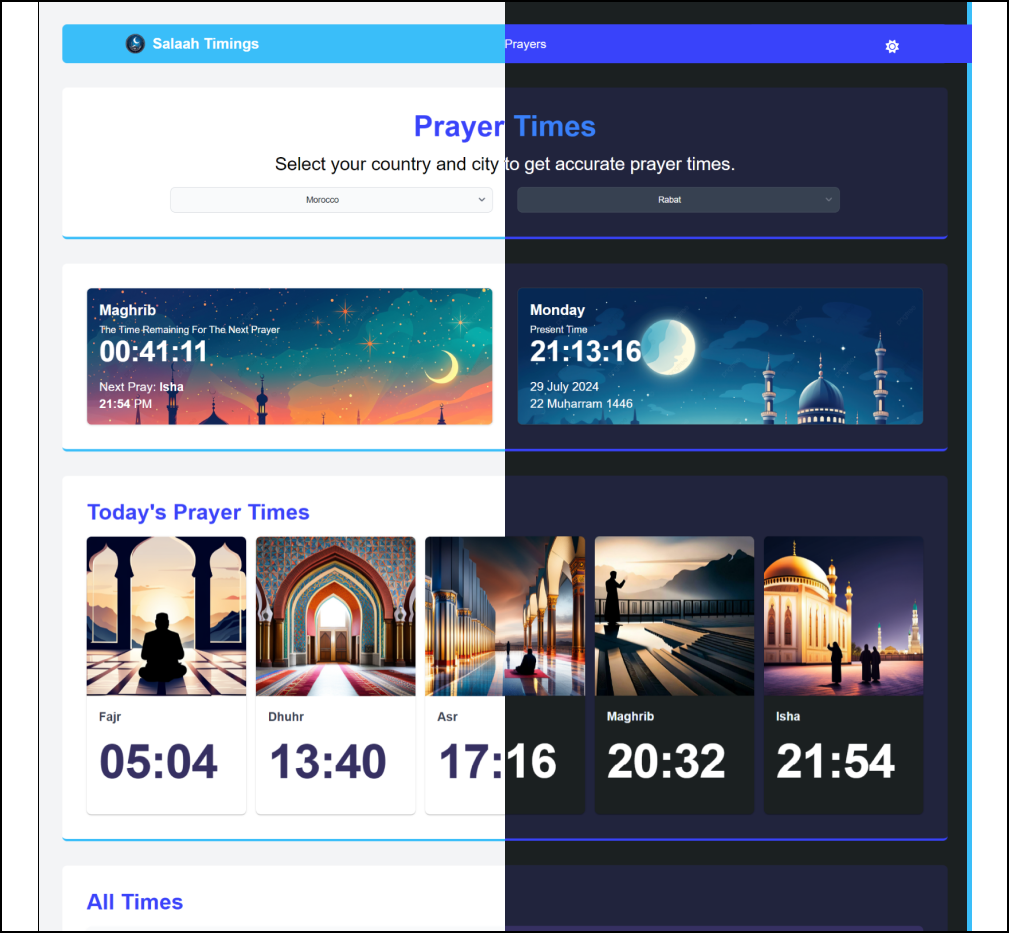 Salaah Timings
Prayers
Prayer Times
Select your country and city to get accurate prayer times.
Morocco
Rabat
Maghrib
The Time Remaining For The Next Prayer
00:41:11
Next Pray: Isha
21:54 PM
Monday
Present Time
21:13:16
29 July 2024
22 Muḥarram 1446
Today's Prayer Times
Fajr
05:04
Dhuhr
13:40
Asr
17:16
Maghrib
20:32
Isha
21:54
All Times